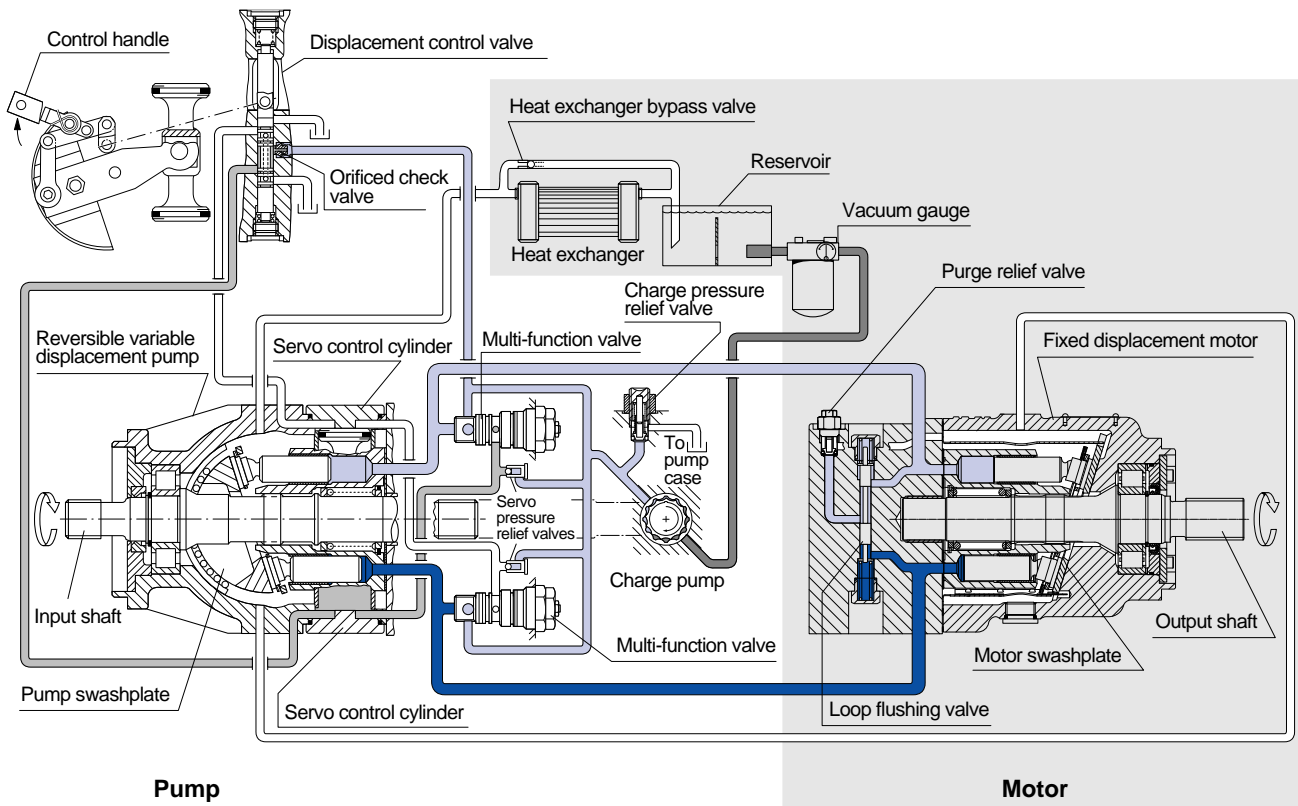 Control handle
Displacement control valve
Heat exchanger bypass valve
Reservoir
Orificed check
valve
Vacuum gauge
Heat exchanger
Purge relief valve
Charge pressure
relief valve
Reversible variable
displacement pump
Servo control cylinder
Multi-function valve
Fixed displacement motor
To
pump
case
Servo
pressure
relief valves
Charge pump
Input shaft
Output shaft
Multi-function valve
Motor swashplate
Pump swashplate
Servo control cylinder
Loop flushing valve
Pump
Motor